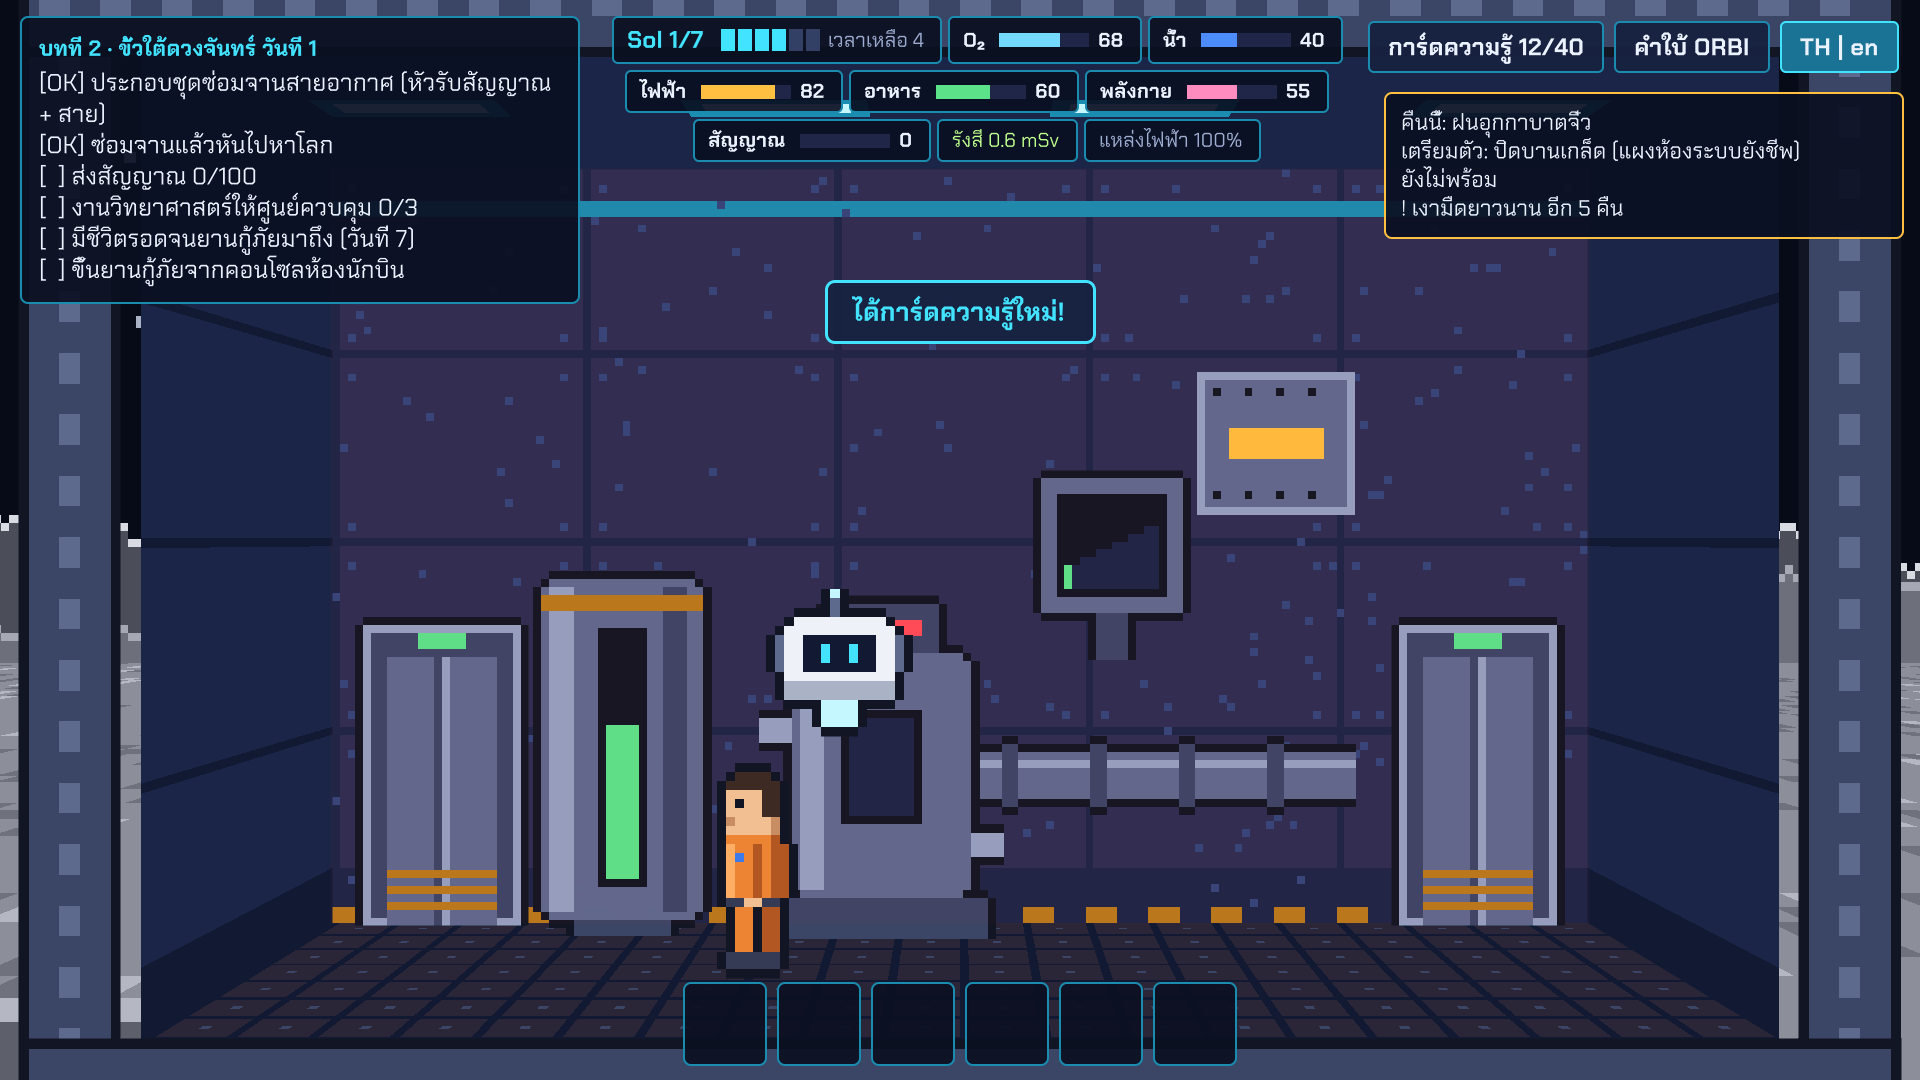 บทที่ 2 · ขั้วใต้ดวงจันทร์ วันที่ 1
[OK] ประกอบชุดซ่อมจานสายอากาศ (หัวรับสัญญาณ
+ สาย)
[OK] ซ่อมจานแล้วหันไปหาโลก
[ ] ส่งสัญญาณ 0/100
[ ] งานวิทยาศาสตร์ให้ศูนย์ควบคุม 0/3
[ ] มีชีวิตรอดจนยานกู้ภัยมาถึง (วันที่ 7)
[ ] ขึ้นยานกู้ภัยจากคอนโซลห้องนักบิน
Sol 1/7 เวลาเหลือ 4
O₂ 68
น้ำ 40
ไฟฟ้า 82
อาหาร 60
พลังกาย 55
สัญญาณ 0
รังสี 0.6 mSv
แหล่งไฟฟ้า 100%
การ์ดความรู้ 12/40
คำใบ้ ORBI
TH | en
คืนนี้: ฝนอุกกาบาตจิ๋ว
เตรียมตัว: ปิดบานเกล็ด (แผงห้องระบบยังชีพ)
ยังไม่พร้อม
! เงามืดยาวนาน อีก 5 คืน
ได้การ์ดความรู้ใหม่!